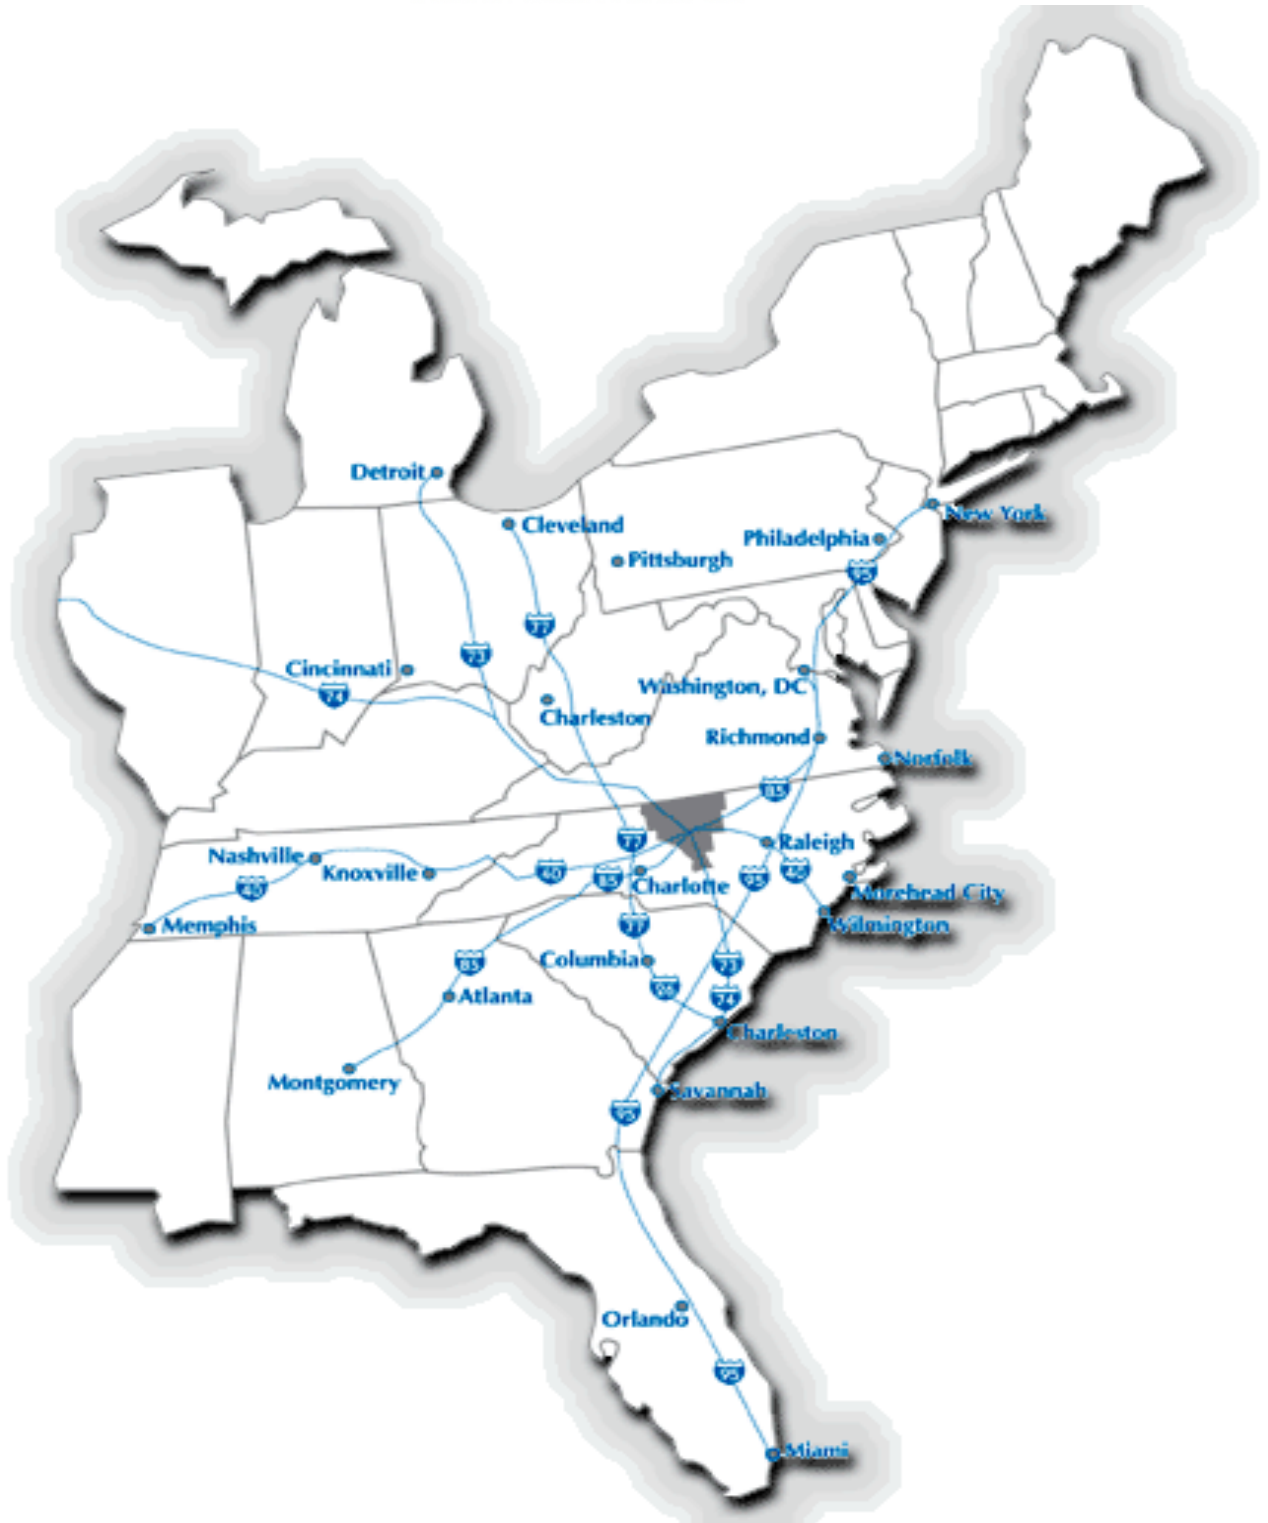 Detroit
Cleveland
New York
Philadelphia
Pittsburgh
95
77
73
Cincinnati
Washington, DC
74
Charleston
Richmond
Norfolk
85
77
Raleigh
Nashville
Knoxville
40
85
95
40
Charlotte
40
Morehead City
Memphis
77
Wilmington
Columbia
85
73
26
Atlanta
74
Charleston
Montgomery
Savannah
95
Orlando
95
Miami